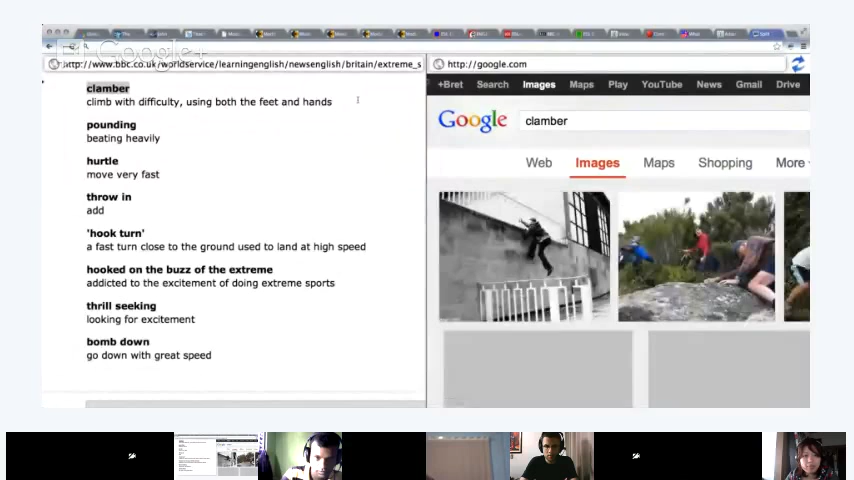 http://www.bbc.co.uk/worldservice/learningenglish/newsenglish/britain/extreme_s
http://google.com
clamber
climb with difficulty, using both the feet and hands
pounding
beating heavily
hurtle
move very fast
throw in
add
'hook turn'
a fast turn close to the ground used to land at high speed
hooked on the buzz of the extreme
addicted to the excitement of doing extreme sports
thrill seeking
looking for excitement
bomb down
go down with great speed
+Bret Search Images Maps Play YouTube News Gmail Drive
Google clamber
Web Images Maps Shopping More